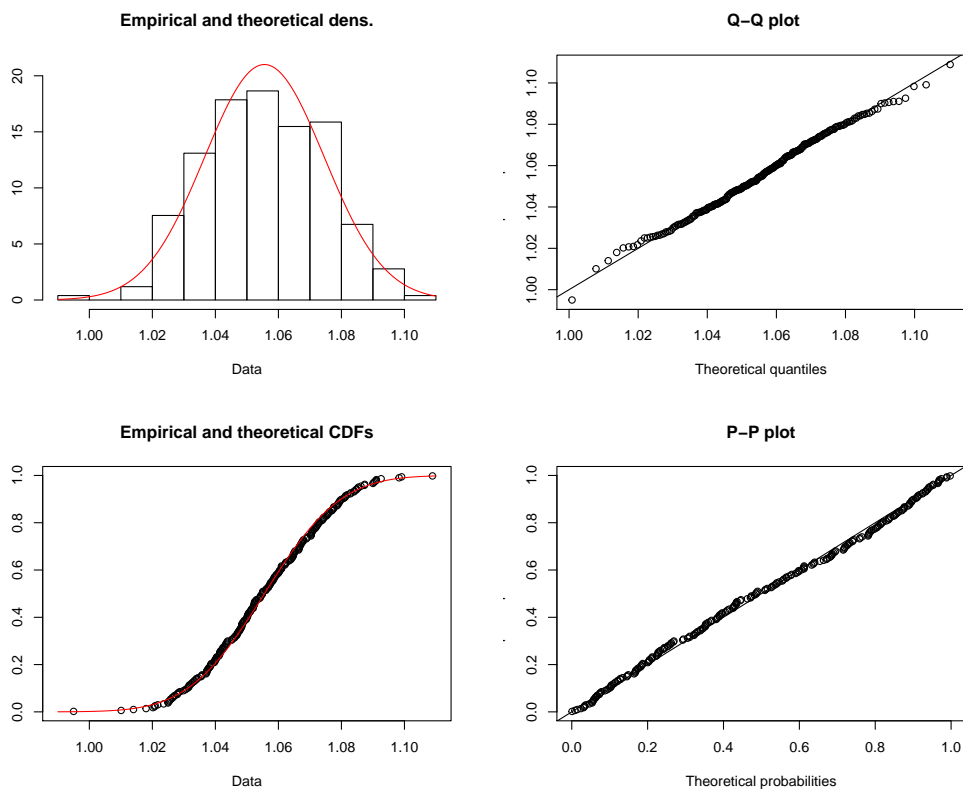 Empirical and theoretical dens.
20
15
10
5
0
1.00 1.02 1.04 1.06 1.08 1.10
Data
Q−Q plot
1.10
1.08
1.06
1.04
1.02
1.00
1.00 1.02 1.04 1.06 1.08 1.10
Theoretical quantiles
Empirical and theoretical CDFs
1.0
0.8
0.6
0.4
0.2
0.0
1.00 1.02 1.04 1.06 1.08 1.10
Data
P−P plot
1.0
0.8
0.6
0.4
0.2
0.0
0.0 0.2 0.4 0.6 0.8 1.0
Theoretical probabilities